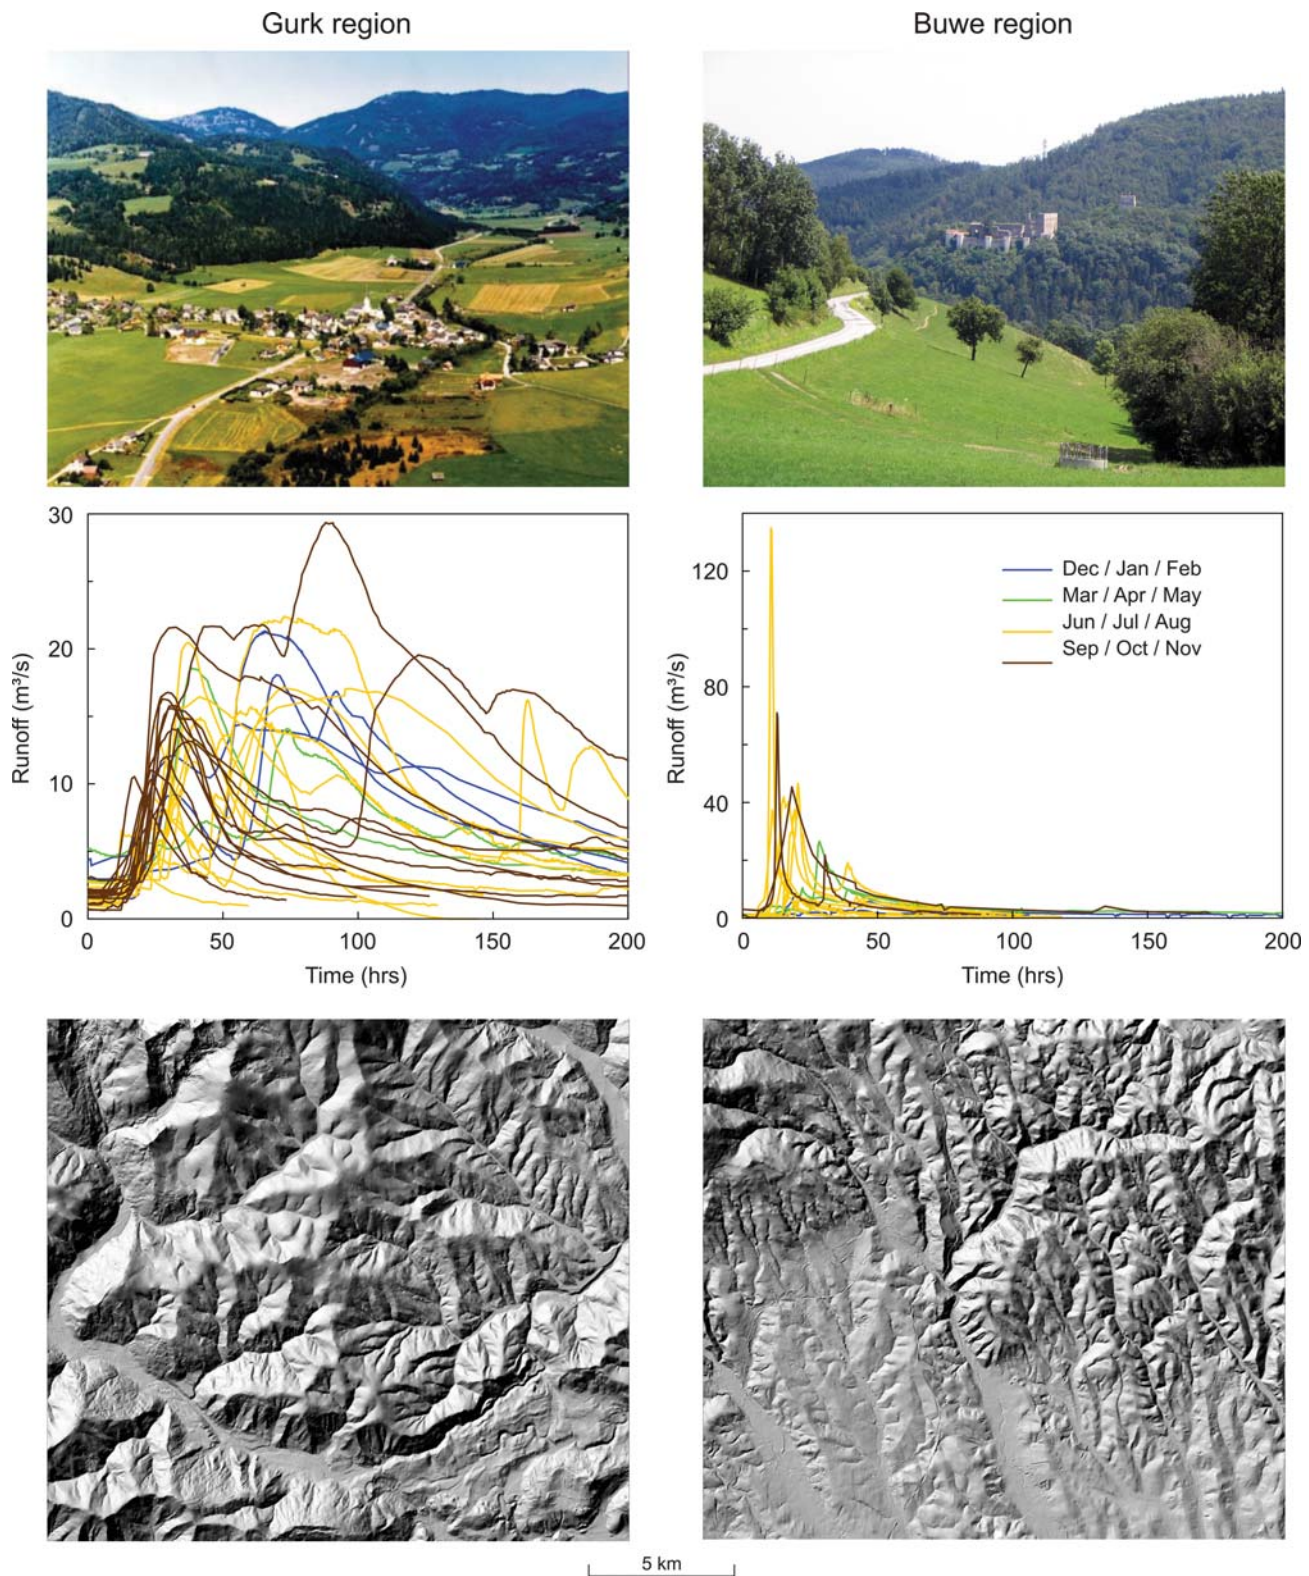 Gurk region
Buwe region
30
20
10
0
Runoff (m³/s)
0 50 100 150 200
Time (hrs)
120
80
40
0
Runoff (m³/s)
Dec / Jan / Feb
Mar / Apr / May
Jun / Jul / Aug
Sep / Oct / Nov
0 50 100 150 200
Time (hrs)
5 km